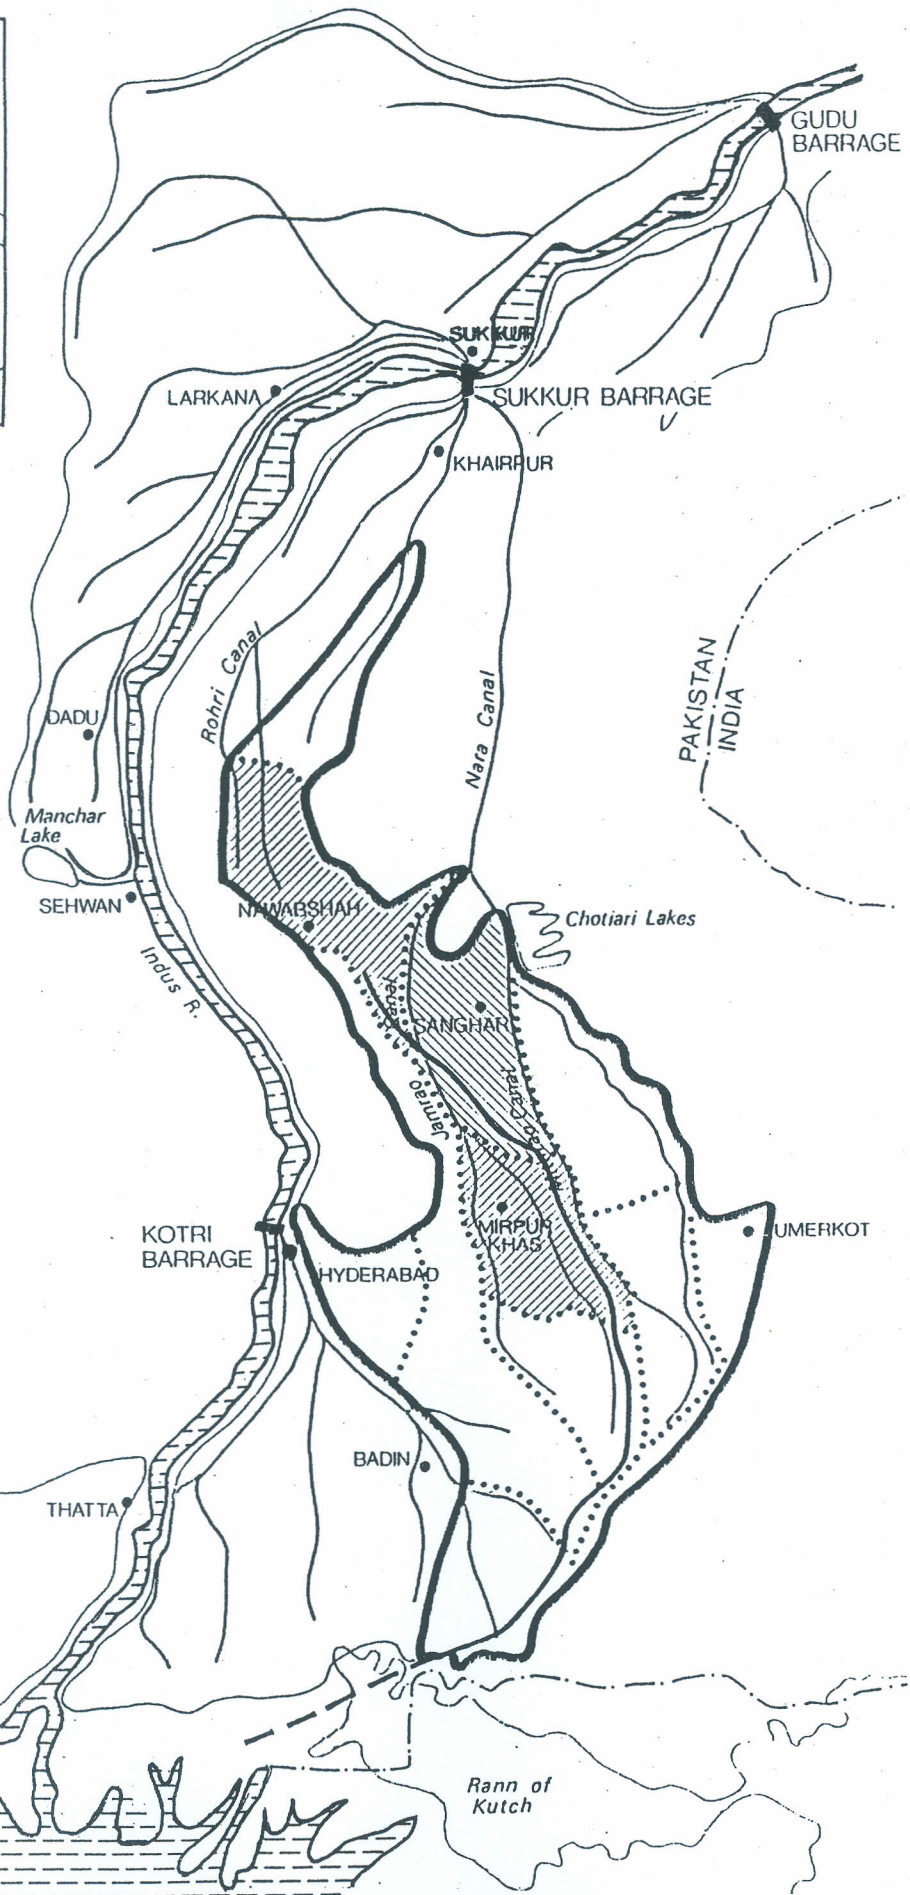 GUDU
BARRAGE
SUKKUR
SUKKUR BARRAGE
LARKANA
KHAIRPUR
Rohri Canal
Nara Canal
PAKISTAN
INDIA
DADU
Manchar
Lake
SEHWAN
NAWABSHAH
Chotiari Lakes
Indus R.
SANGHAR
Jamrao
Canal
MIRPUR
KHAS
UMERKOT
KOTRI
BARRAGE
HYDERABAD
BADIN
THATTA
Rann of
Kutch